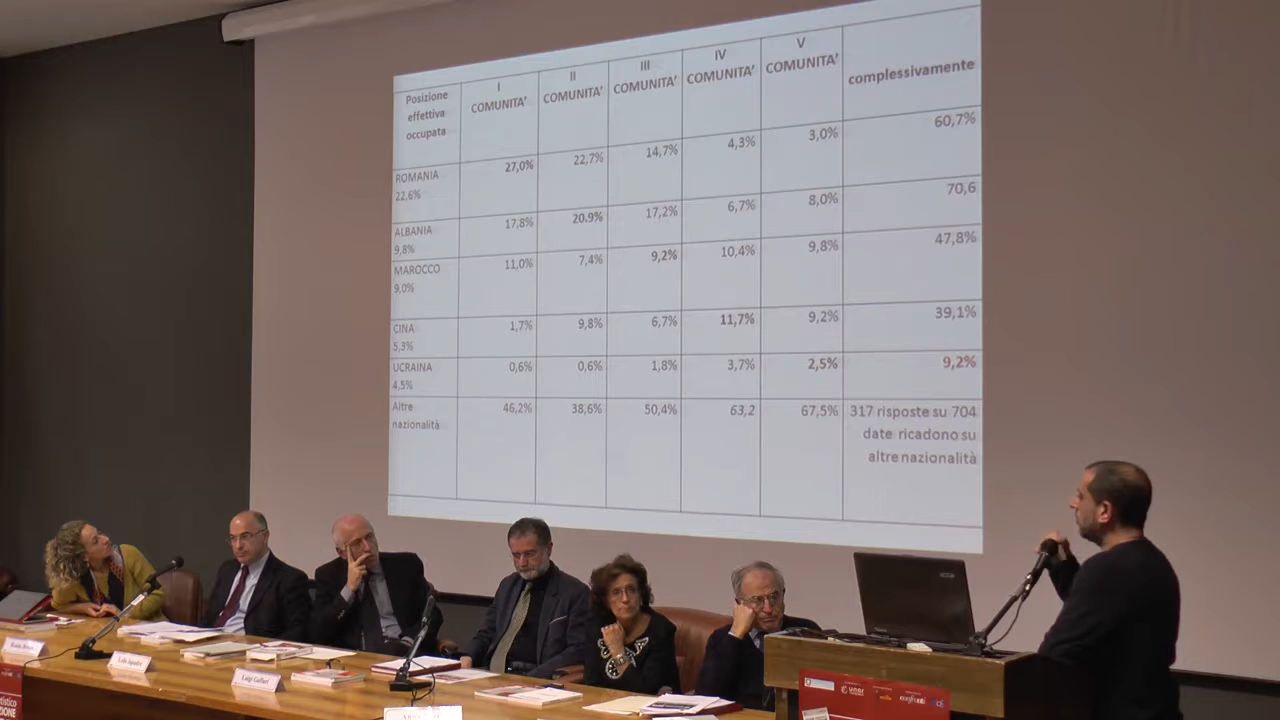 Posizione
effettiva
occupata
I
COMUNITA'
II
COMUNITA'
III
COMUNITA'
IV
COMUNITA'
V
COMUNITA'
complessivamente
ROMANIA
22,6%
27,0%
22,7%
14,7%
4,3%
3,0%
60,7%
ALBANIA
9,8%
17,8%
20.9%
17,2%
6,7%
8,0%
70,6
MAROCCO
9,0%
11,0%
7,4%
9,2%
10,4%
9,8%
47,8%
CINA
5,3%
1,7%
9,8%
6,7%
11,7%
9,2%
39,1%
UCRAINA
4,5%
0,6%
0,6%
1,8%
3,7%
2,5%
9,2%
Altre
nazionalità
46,2%
38,6%
50,4%
63,2
67,5%
317 risposte su 704
date ricadono su
altre nazionalità
Luigi Gaffuri
unar
confronti